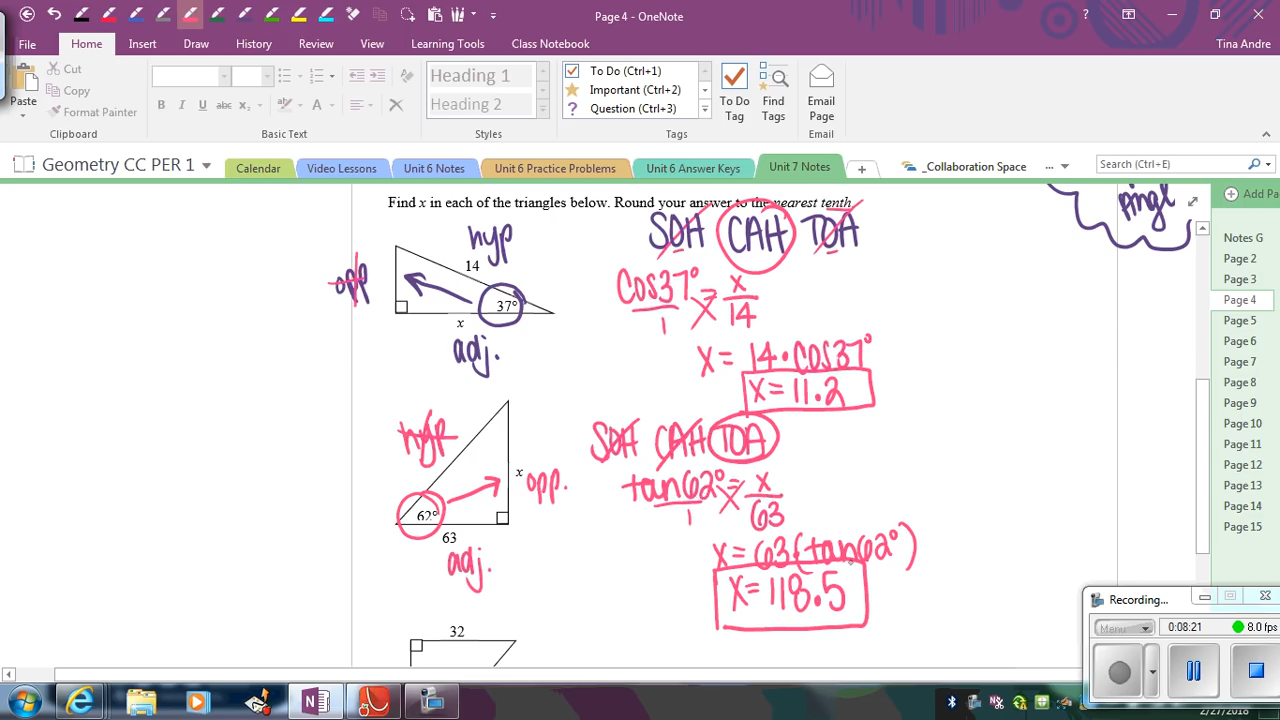 Page 4 - OneNote
?
File Home Insert Draw History Review View Learning Tools Class Notebook Tina Andre
Paste
Cut
Copy
Format Painter
Clipboard
B I U abc X₂ A
Basic Text
Heading 1
Heading 2
Styles
To Do (Ctrl+1)
Important (Ctrl+2)
? Question (Ctrl+3)
Tags
To Do Tag
Find Tags
Email Page
Email
Geometry CC PER 1 Calendar Video Lessons Unit 6 Notes Unit 6 Practice Problems Unit 6 Answer Keys Unit 7 Notes + _Collaboration Space ... Search (Ctrl+E)
Add Pa
Notes G
Page 2
Page 3
Page 4
Page 5
Page 6
Page 7
Page 8
Page 9
Page 10
Page 11
Page 12
Page 13
Page 14
Page 15
Find x in each of the triangles below. Round your answer to the nearest tenth.
SOH CAH TOA
hyp
14
opp
37°
x
adj.
Cos37° = x
1 14
x = 14·cos37°
x = 11.2
SOH CAH TOA
hyp
x
opp.
62°
63
adj.
tan62° = x
1 63
x = 63(tan62°)
x = 118.5
32
Recording...
Menu 0:08:21 8.0 fps
2/27/2018